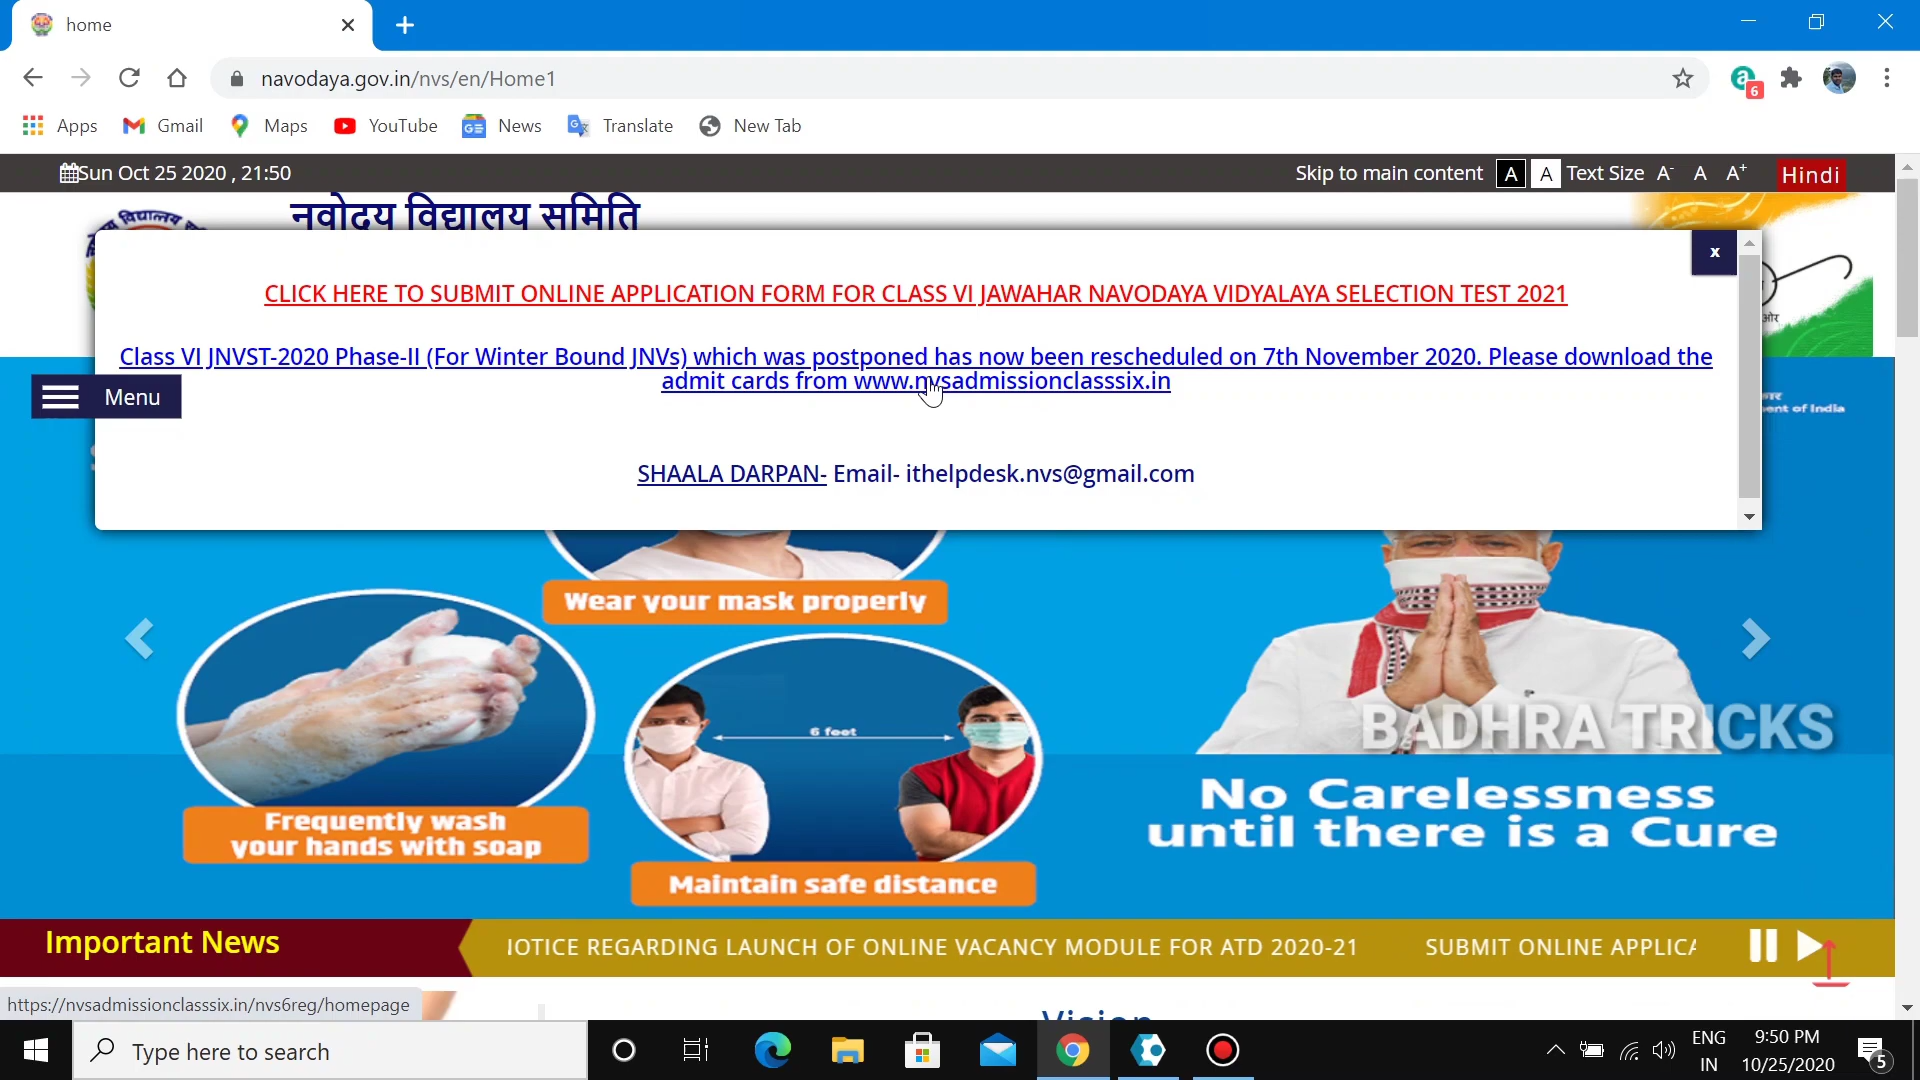 home
navodaya.gov.in/nvs/en/Home1
6
Apps Gmail Maps YouTube News Translate New Tab
Sun Oct 25 2020 , 21:50
Skip to main content A A Text Size A- A A+ Hindi
नवोदय विद्यालय समिति
x
CLICK HERE TO SUBMIT ONLINE APPLICATION FORM FOR CLASS VI JAWAHAR NAVODAYA VIDYALAYA SELECTION TEST 2021
Class VI JNVST-2020 Phase-II (For Winter Bound JNVs) which was postponed has now been rescheduled on 7th November 2020. Please download the
admit cards from www.nvsadmissionclasssix.in
Menu
ent of India
SHAALA DARPAN- Email- ithelpdesk.nvs@gmail.com
Wear your mask properly
6 feet
BADHRA TRICKS
Frequently wash
your hands with soap
Maintain safe distance
No Carelessness
until there is a Cure
Important News
IOTICE REGARDING LAUNCH OF ONLINE VACANCY MODULE FOR ATD 2020-21 SUBMIT ONLINE APPLICA
https://nvsadmissionclasssix.in/nvs6reg/homepage
Vision
Type here to search
ENG
IN
9:50 PM
10/25/2020
5